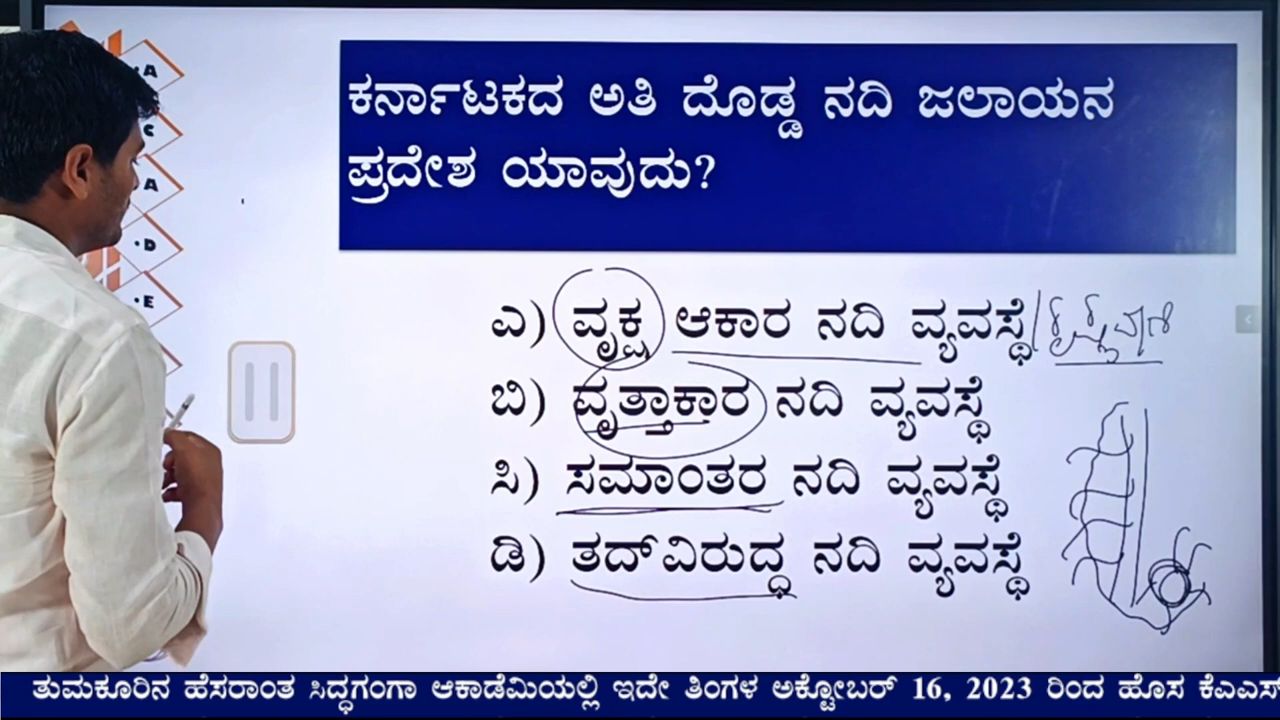 ಕರ್ನಾಟಕದ ಅತಿ ದೊಡ್ಡ ನದಿ ಜಲಾಯನ
ಪ್ರದೇಶ ಯಾವುದು?
ಎ) ವೃಕ್ಷ ಆಕಾರ ನದಿ ವ್ಯವಸ್ಥೆ
ಬಿ) ವೃತ್ತಾಕಾರ ನದಿ ವ್ಯವಸ್ಥೆ
ಸಿ) ಸಮಾಂತರ ನದಿ ವ್ಯವಸ್ಥೆ
ಡಿ) ತದ್‌ವಿರುದ್ಧ ನದಿ ವ್ಯವಸ್ಥೆ
A
C
A
D
E
ತುಮಕೂರಿನ ಹೆಸರಾಂತ ಸಿದ್ಧಗಂಗಾ ಆಕಾಡೆಮಿಯಲ್ಲಿ ಇದೇ ತಿಂಗಳ ಅಕ್ಟೋಬರ್ 16, 2023 ರಿಂದ ಹೊಸ ಕೆಎಎಸ್